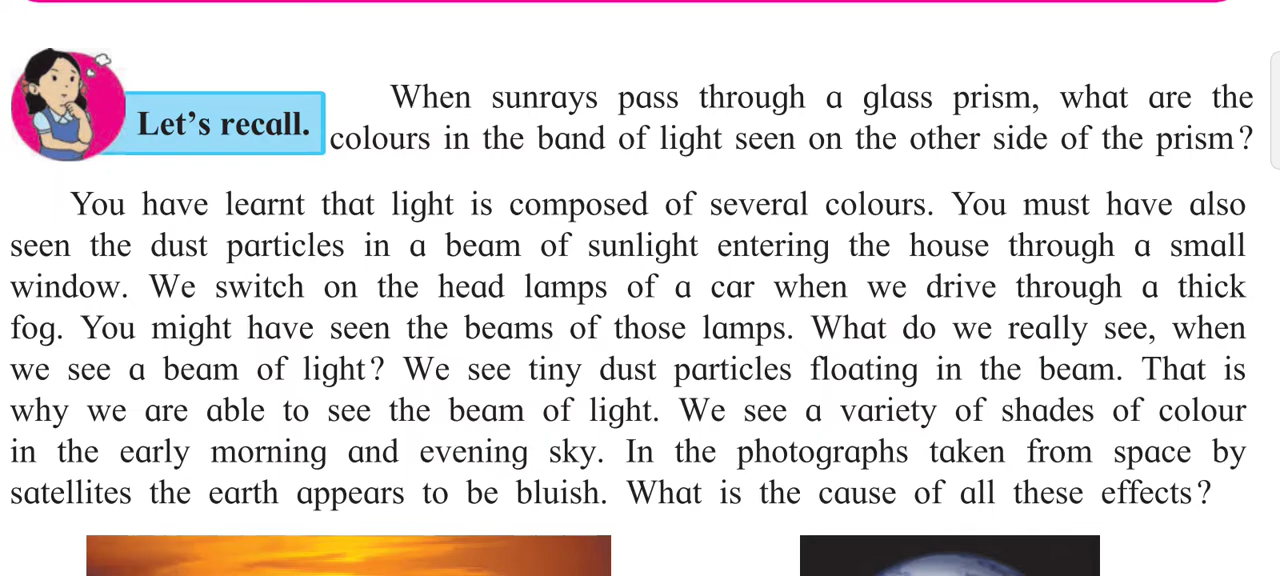 Let's recall.
When sunrays pass through a glass prism, what are the
colours in the band of light seen on the other side of the prism?
You have learnt that light is composed of several colours. You must have also
seen the dust particles in a beam of sunlight entering the house through a small
window. We switch on the head lamps of a car when we drive through a thick
fog. You might have seen the beams of those lamps. What do we really see, when
we see a beam of light? We see tiny dust particles floating in the beam. That is
why we are able to see the beam of light. We see a variety of shades of colour
in the early morning and evening sky. In the photographs taken from space by
satellites the earth appears to be bluish. What is the cause of all these effects?